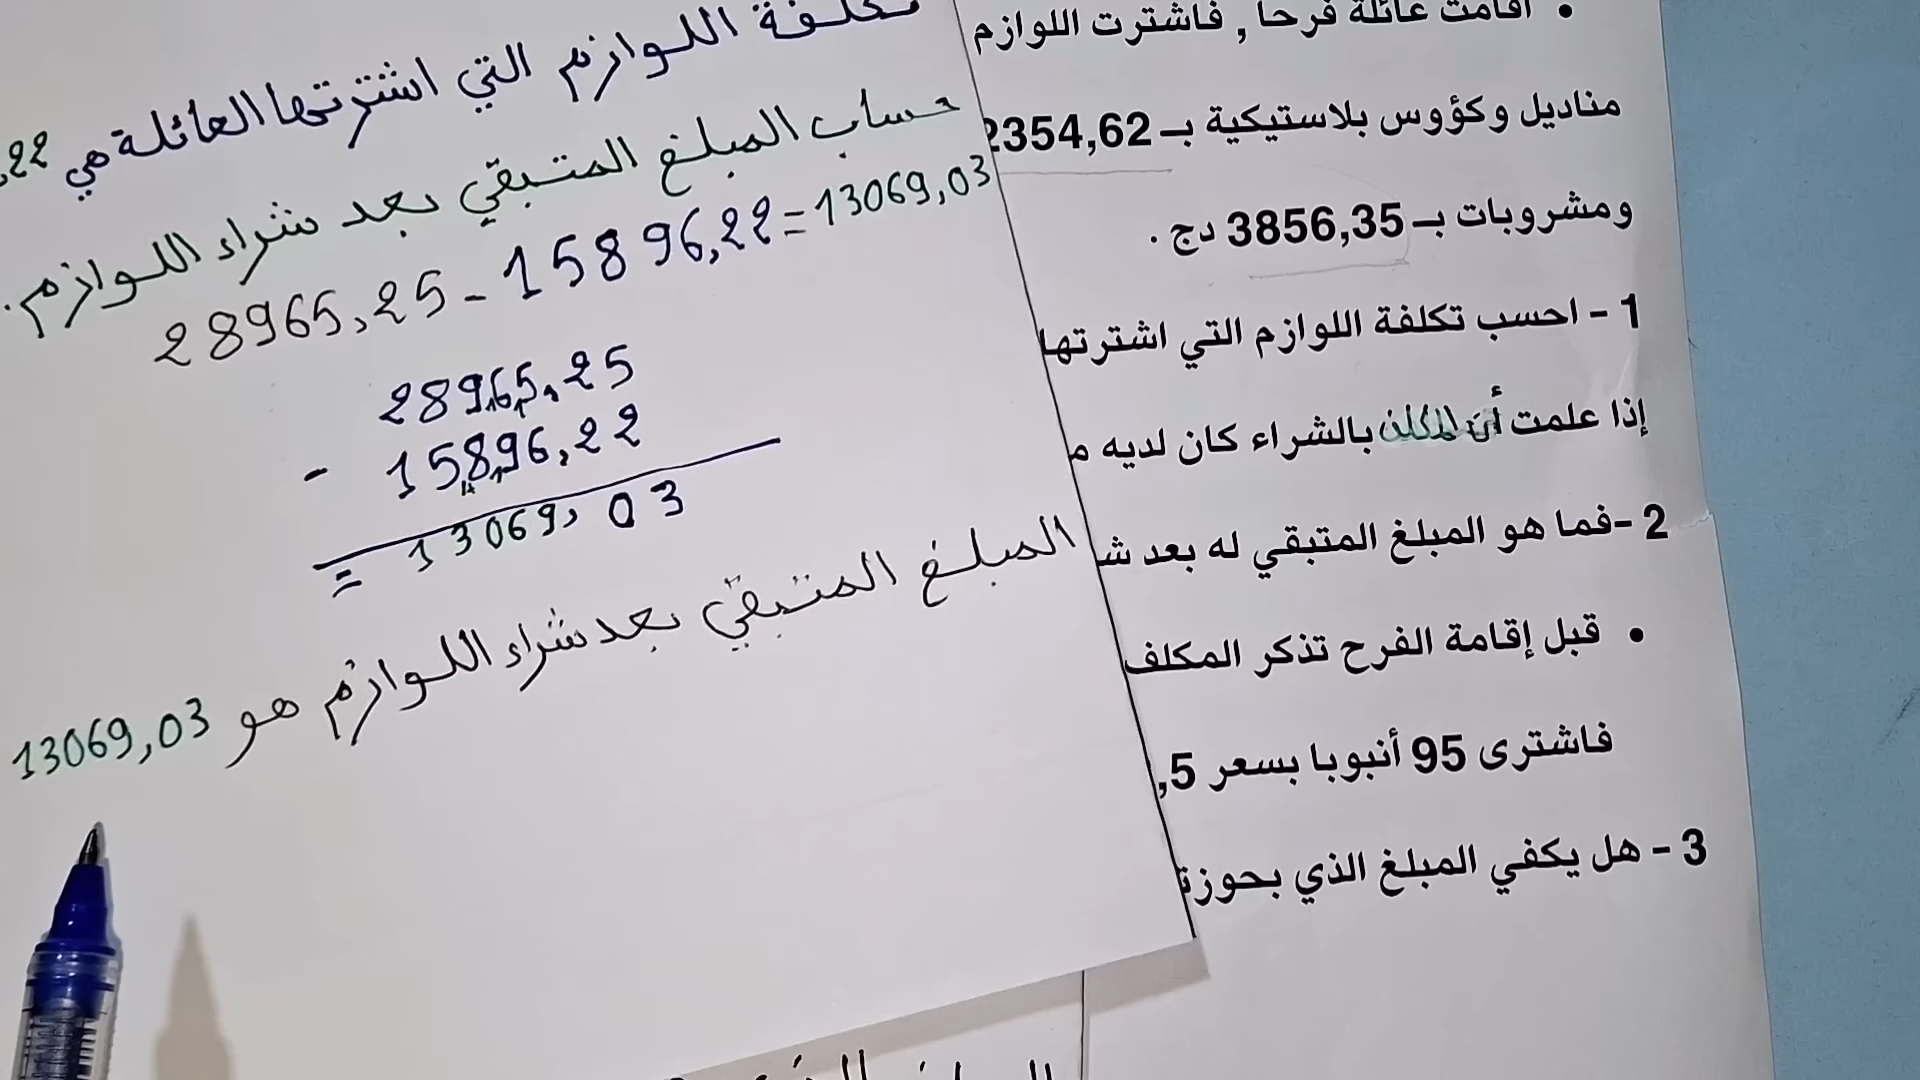 • أقامت عائلة فرحا , فاشترت اللوازم
مناديل وكؤوس بلاستيكية بـ 2354,62
ومشروبات بـ 3856,35 دج .
1 - احسب تكلفة اللوازم التي اشترتها
إذا علمت أن المكلف بالشراء كان لديه م
2 -فما هو المبلغ المتبقي له بعد شـ
• قبل إقامة الفرح تذكر المكلف
فاشترى 95 أنبوبا بسعر 5,
3 - هل يكفي المبلغ الذي بحوزتـ
تكلفة اللوازم التي اشترتها العائلة هي 22,
حساب المبلغ المتبقي بعد شراء اللوازم.
28965,25 - 15896,22 = 13069,03
28965,25
- 15896,22
= 13069,03
المبلغ المتبقي بعد شراء اللوازم هو 13069,03